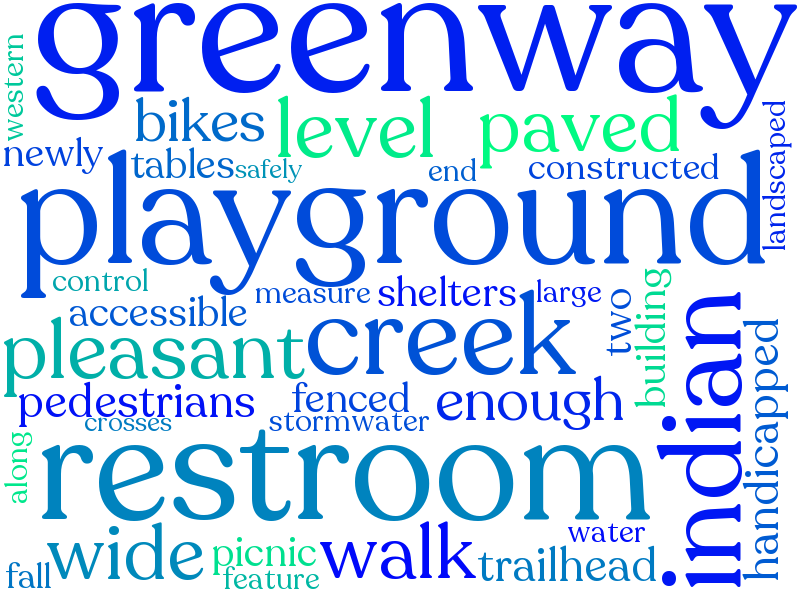 greenway
western
bikes
level
paved
landscaped
newly
tables
safely
end
constructed
playground
control
measure
shelters
large
two
building
indian
accessible
pleasant
creek
handicapped
pedestrians
fenced
enough
crosses
stormwater
along
restroom
water
wide
picnic
walk
trailhead
fall
feature